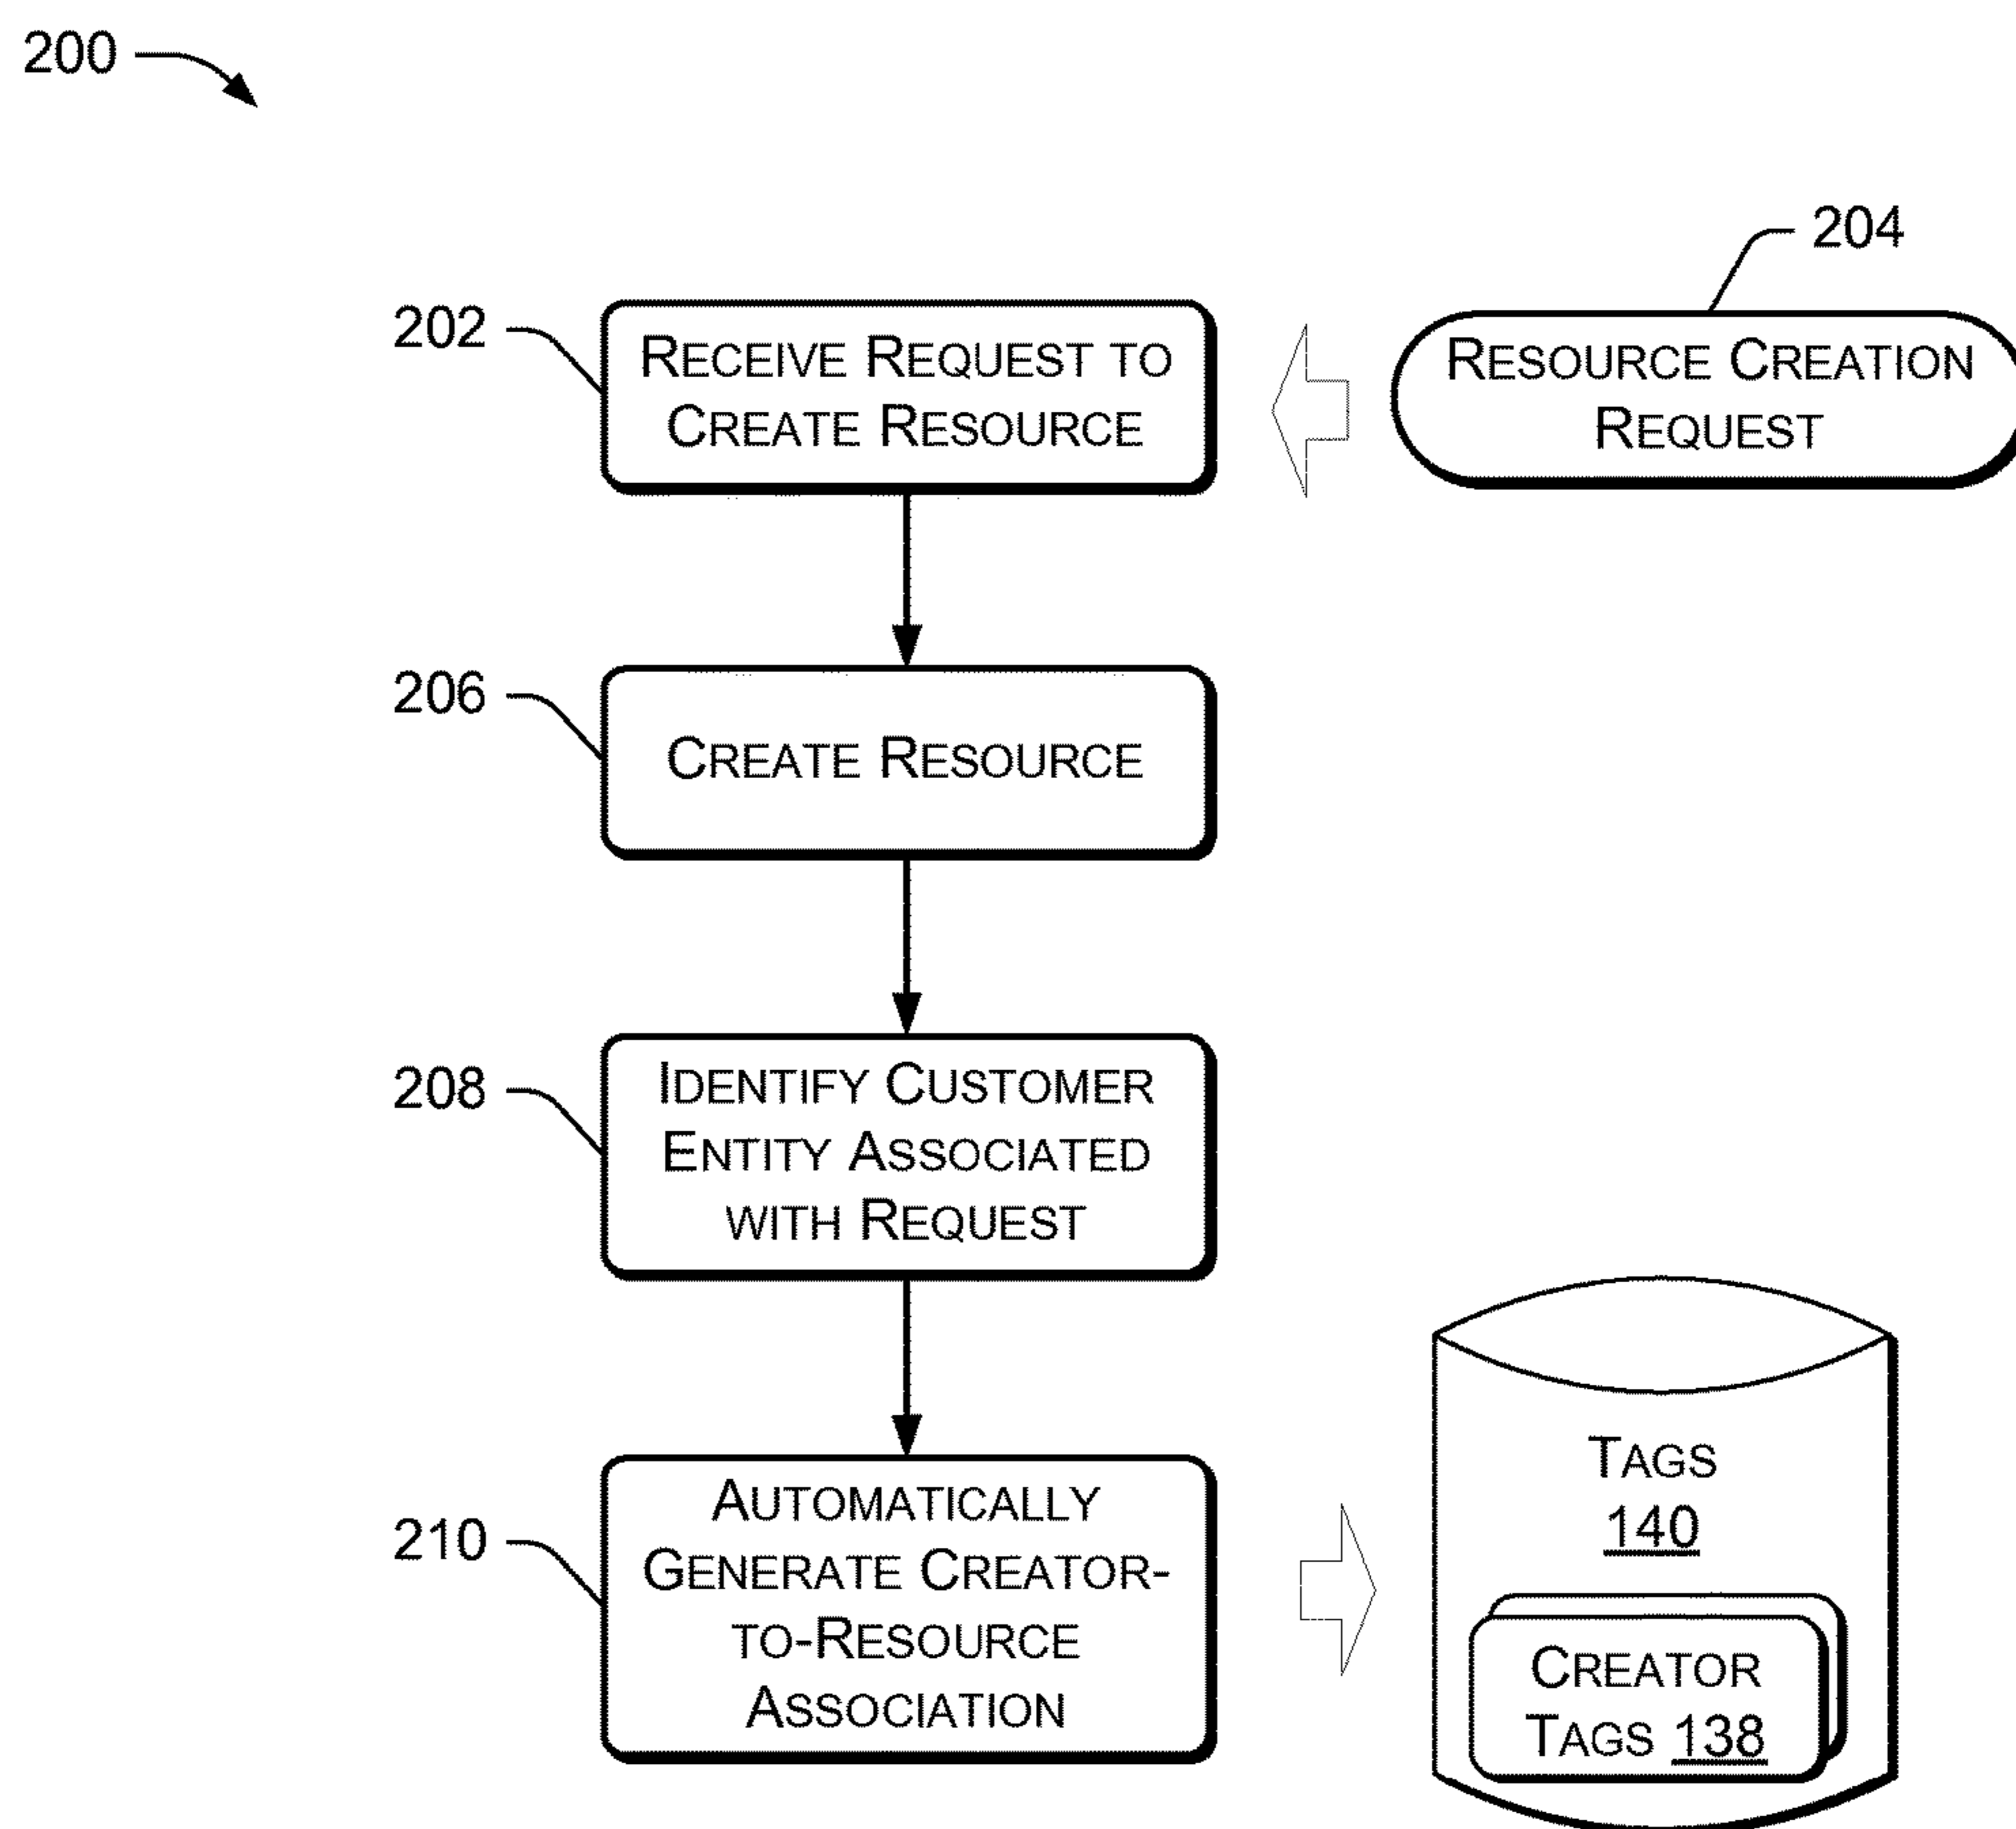 200
204
202
RECEIVE REQUEST TO
CREATE RESOURCE
RESOURCE CREATION
REQUEST
206
CREATE RESOURCE
208
IDENTIFY CUSTOMER
ENTITY ASSOCIATED
WITH REQUEST
210
AUTOMATICALLY
GENERATE CREATOR-
TO-RESOURCE
ASSOCIATION
TAGS
140
CREATOR
TAGS 138